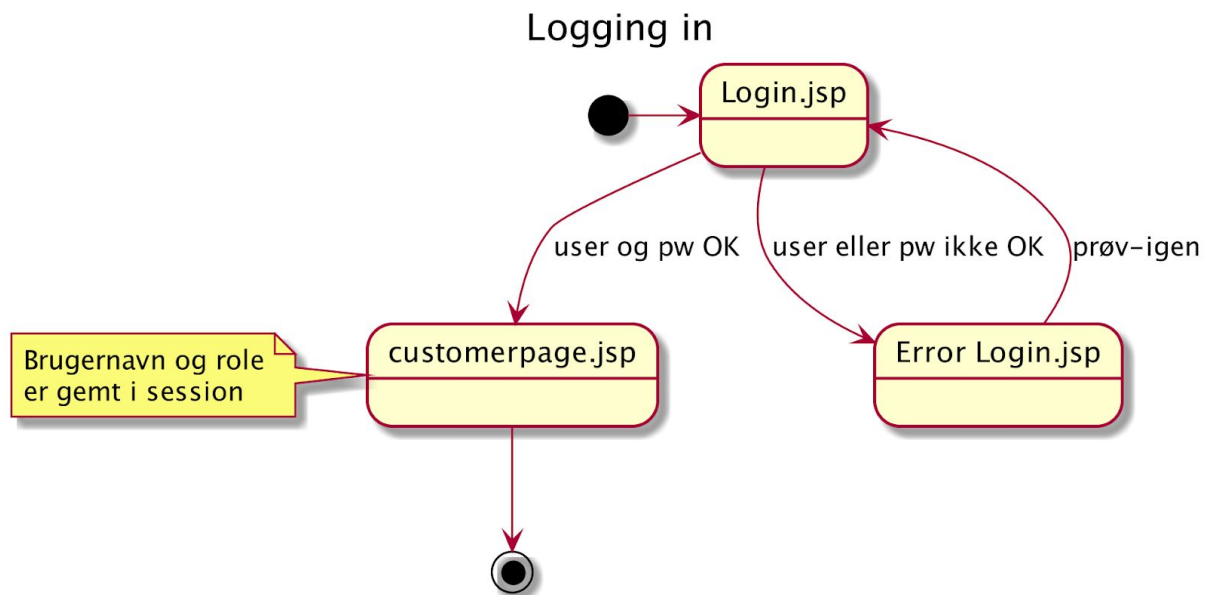 Logging in
Login.jsp
user og pw OK
user eller pw ikke OK
prøv-igen
Brugernavn og role
er gemt i session
customerpage.jsp
Error Login.jsp